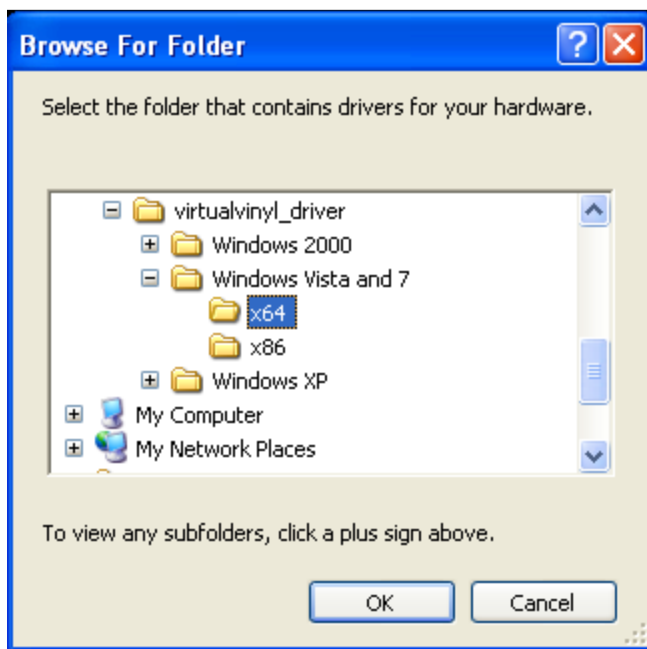 Browse For Folder
Select the folder that contains drivers for your hardware.
virtualvinyl_driver
Windows 2000
Windows Vista and 7
x64
x86
Windows XP
My Computer
My Network Places
To view any subfolders, click a plus sign above.
OK Cancel